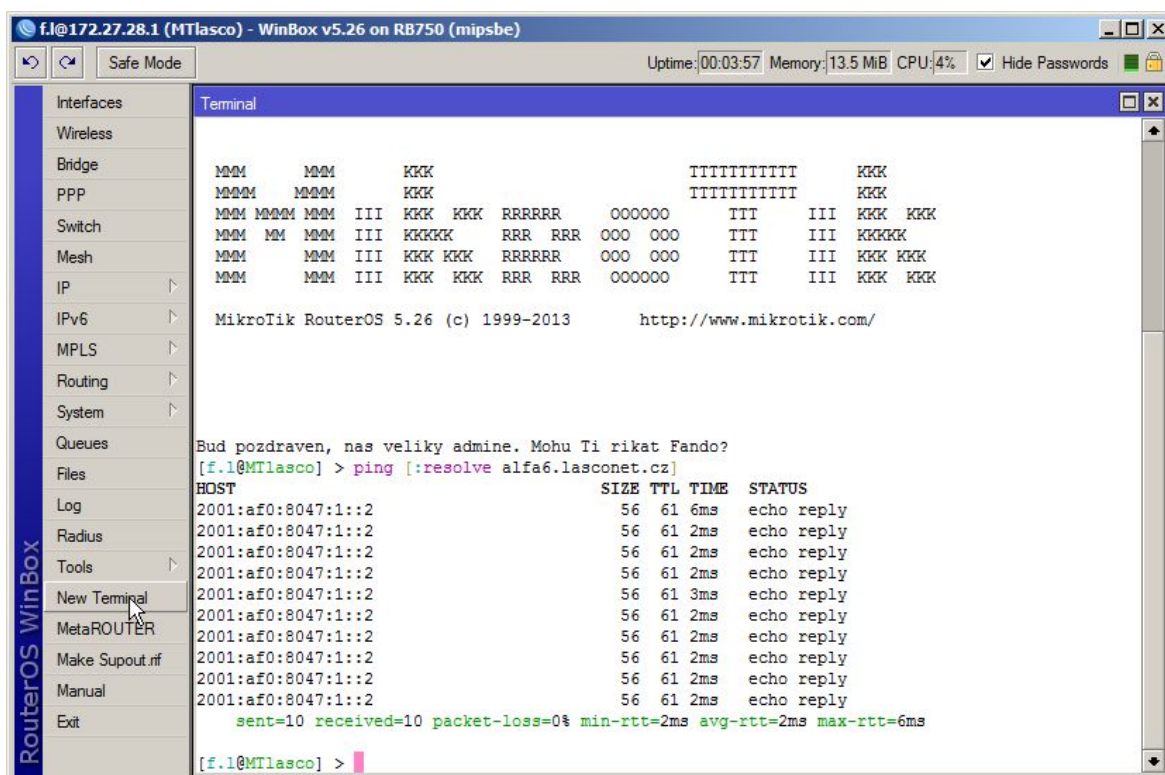 f.l@172.27.28.1 (MTlasco) - WinBox v5.26 on RB750 (mipsbe)
Safe Mode
Uptime: 00:03:57 Memory: 13.5 MiB CPU: 4% Hide Passwords
RouterOS WinBox
Interfaces
Wireless
Bridge
PPP
Switch
Mesh
IP
IPv6
MPLS
Routing
System
Queues
Files
Log
Radius
Tools
New Terminal
MetaROUTER
Make Supout.rif
Manual
Exit
Terminal
  MMM      MMM       KKK                          TTTTTTTTTTT      KKK
  MMMM    MMMM       KKK                          TTTTTTTTTTT      KKK
  MMM MMMM MMM  III  KKK  KKK  RRRRRR     OOOOOO      TTT     III  KKK  KKK
  MMM  MM  MMM  III  KKKKK     RRR  RRR  OOO  OOO     TTT     III  KKKKK
  MMM      MMM  III  KKK KKK   RRRRRR    OOO  OOO     TTT     III  KKK KKK
  MMM      MMM  III  KKK  KKK  RRR  RRR   OOOOOO      TTT     III  KKK  KKK
MikroTik RouterOS 5.26 (c) 1999-2013       http://www.mikrotik.com/
Bud pozdraven, nas veliky admine. Mohu Ti rikat Fando?
[f.l@MTlasco] > ping [:resolve alfa6.lasconet.cz]
HOST SIZE TTL TIME STATUS
2001:af0:8047:1::2 56 61 6ms echo reply
2001:af0:8047:1::2 56 61 2ms echo reply
2001:af0:8047:1::2 56 61 2ms echo reply
2001:af0:8047:1::2 56 61 2ms echo reply
2001:af0:8047:1::2 56 61 3ms echo reply
2001:af0:8047:1::2 56 61 2ms echo reply
2001:af0:8047:1::2 56 61 2ms echo reply
2001:af0:8047:1::2 56 61 2ms echo reply
2001:af0:8047:1::2 56 61 2ms echo reply
2001:af0:8047:1::2 56 61 2ms echo reply
sent=10 received=10 packet-loss=0% min-rtt=2ms avg-rtt=2ms max-rtt=6ms
[f.l@MTlasco] >